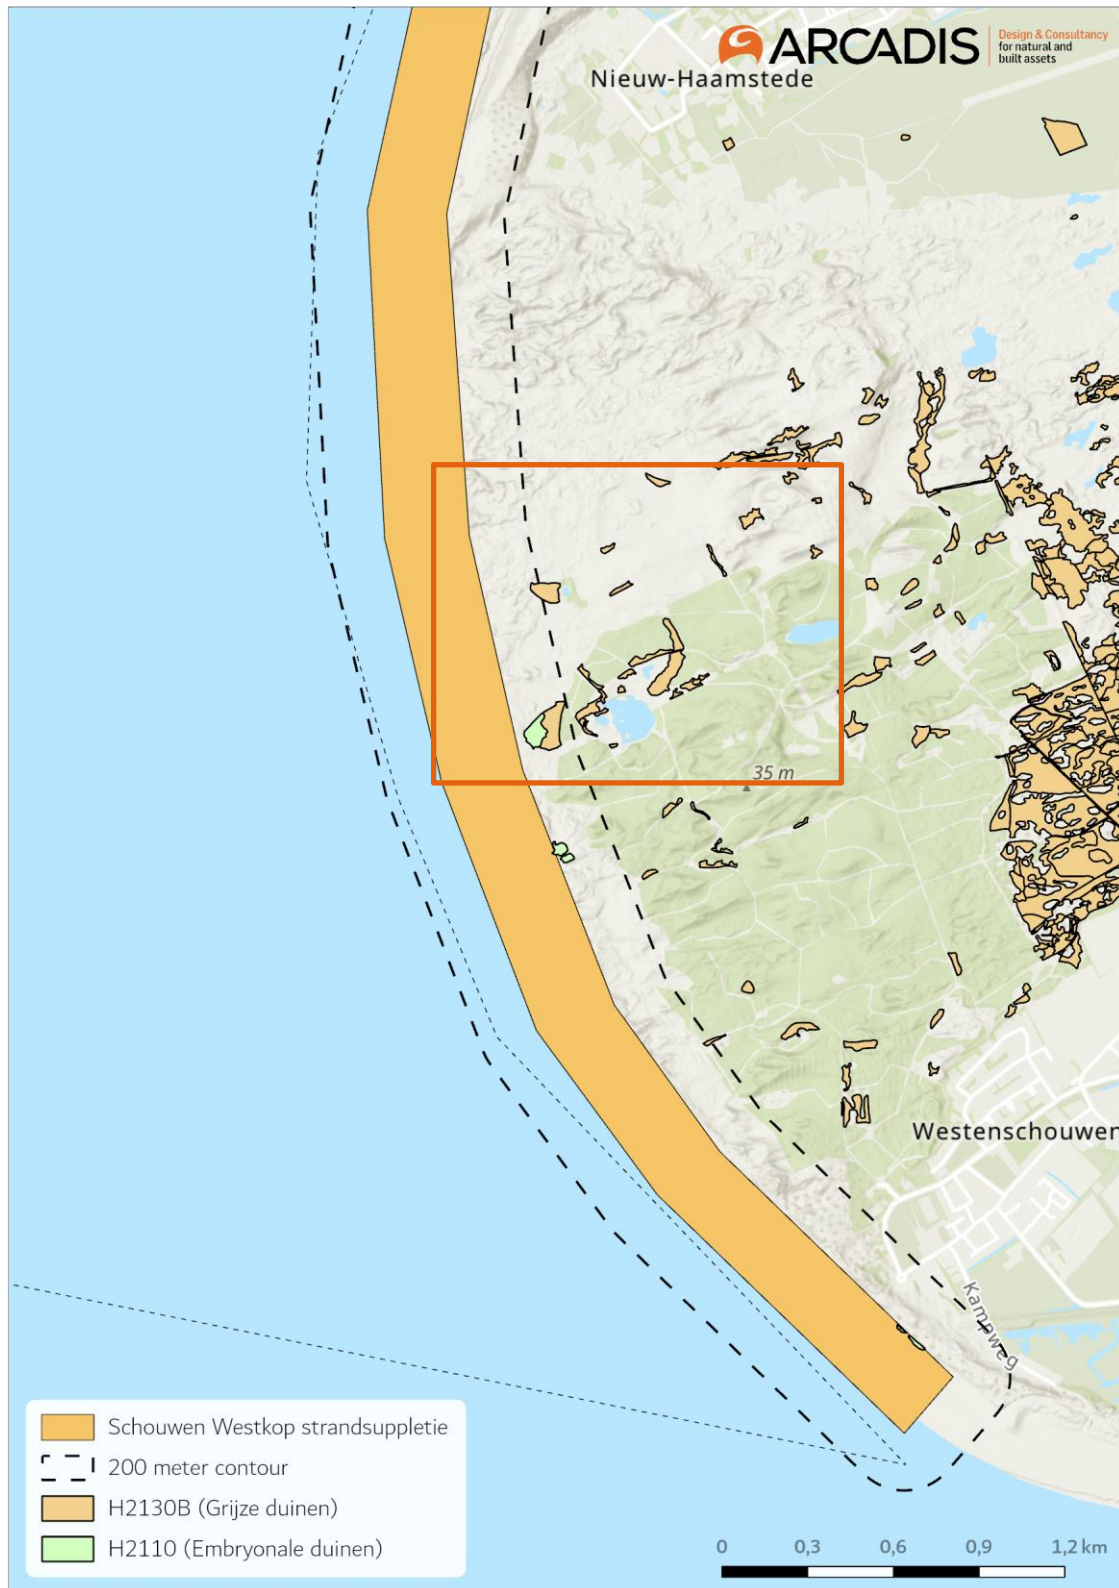 ARCADIS
Design & Consultancy
for natural and
built assets
Nieuw-Haamstede
35 m
Westenschouwen
Kampweg
Schouwen Westkop strandsuppletie
200 meter contour
H2130B (Grijze duinen)
H2110 (Embryonale duinen)
0 0,3 0,6 0,9 1,2 km